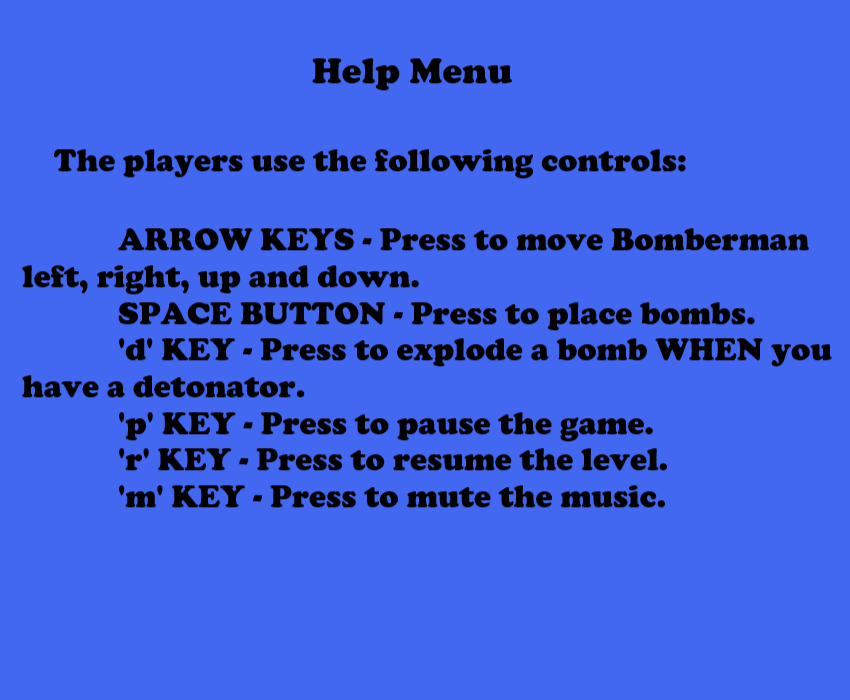 Help Menu
The players use the following controls:
ARROW KEYS - Press to move Bomberman
left, right, up and down.
SPACE BUTTON - Press to place bombs.
'd' KEY - Press to explode a bomb WHEN you
have a detonator.
'p' KEY - Press to pause the game.
'r' KEY - Press to resume the level.
'm' KEY - Press to mute the music.